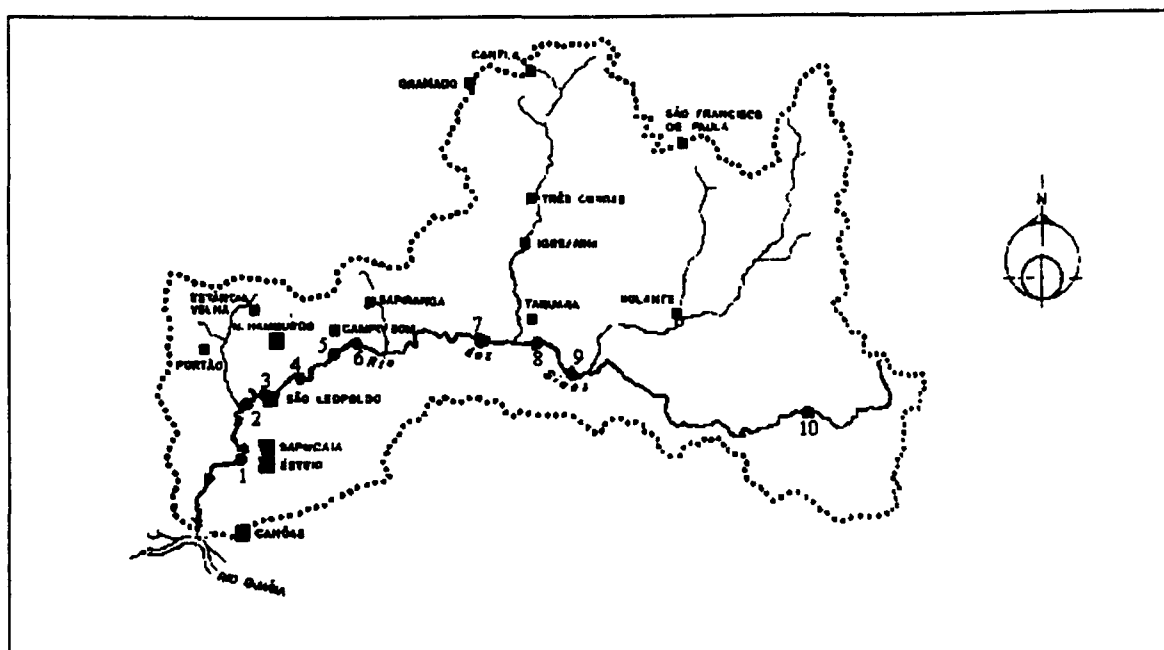 CANELA
GRAMADO
SÃO FRANCISCO
DE PAULA
N
TRÊS COROAS
IGREJINHA
ESTÂNCIA
VELHA
SAPIRANGA
TAQUARA
ROLANTE
N. HAMBURGO
CAMPO BOM
PORTÃO
7
5
6
Rio
dos
8
Sinos
9
4
3
SÃO LEOPOLDO
2
10
SAPUCAIA
1
ESTEIO
CANOAS
RIO GUAÍBA